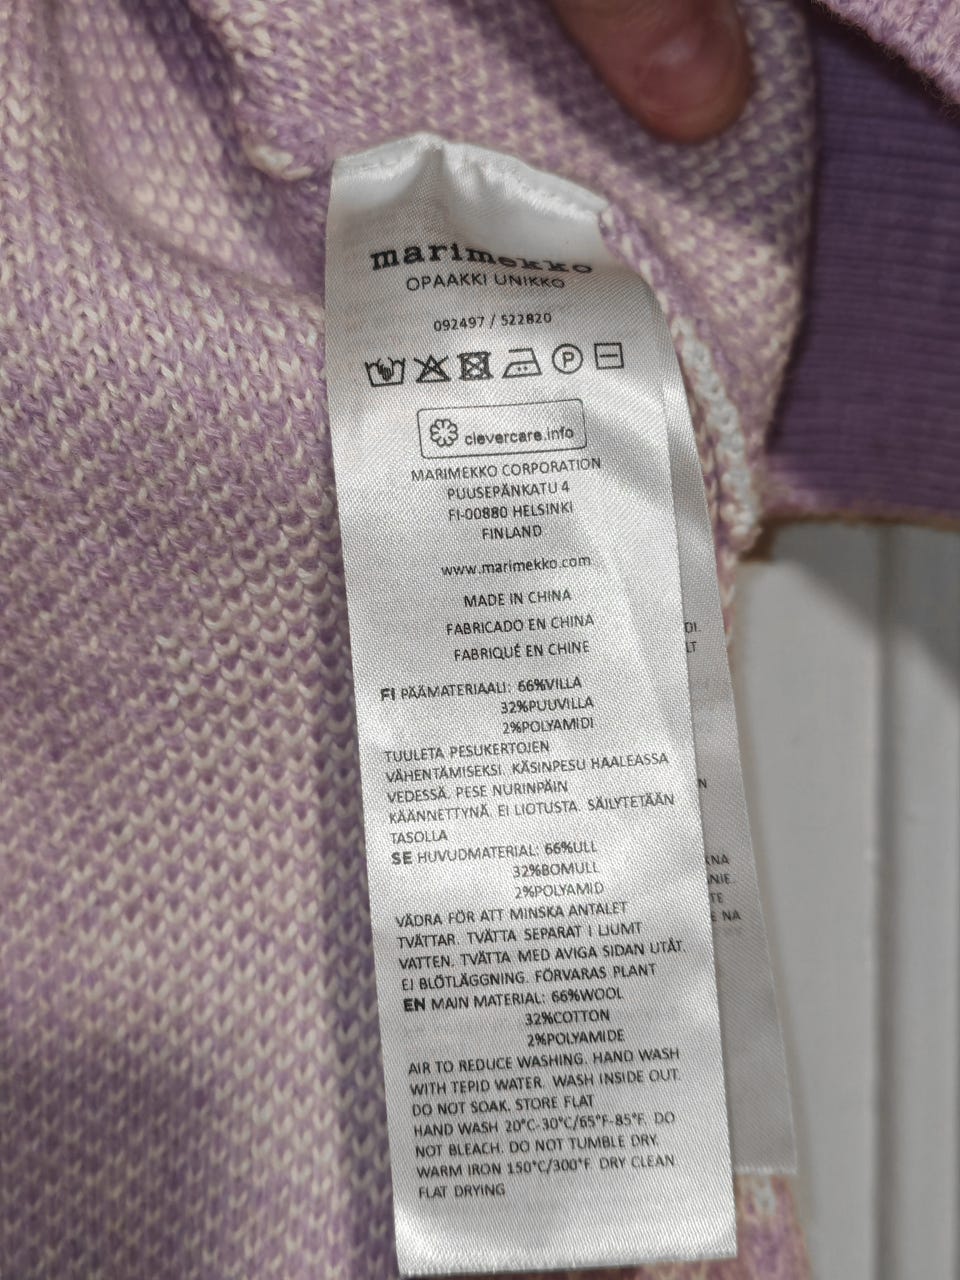 marimekko
OPAAKKI UNIKKO
092497 / 522820
P
clevercare.info
MARIMEKKO CORPORATION
PUUSEPÄNKATU 4
FI-00880 HELSINKI
FINLAND
www.marimekko.com
MADE IN CHINA
FABRICADO EN CHINA
FABRIQUÉ EN CHINE
FI PÄÄMATERIAALI: 66%VILLA
32%PUUVILLA
2%POLYAMIDI
TUULETA PESUKERTOJEN
VÄHENTÄMISEKSI. KÄSINPESU HAALEASSA
VEDESSÄ. PESE NURINPÄIN
KÄÄNNETTYNÄ. EI LIOTUSTA. SÄILYTETÄÄN
TASOLLA
SE HUVUDMATERIAL: 66%ULL
32%BOMULL
2%POLYAMID
VÄDRA FÖR ATT MINSKA ANTALET
TVÄTTAR. TVÄTTA SEPARAT I LJUMT
VATTEN. TVÄTTA MED AVIGA SIDAN UTÅT.
EJ BLÖTLÄGGNING. FÖRVARAS PLANT
EN MAIN MATERIAL: 66%WOOL
32%COTTON
2%POLYAMIDE
AIR TO REDUCE WASHING. HAND WASH
WITH TEPID WATER. WASH INSIDE OUT.
DO NOT SOAK. STORE FLAT
HAND WASH 20°C-30°C/65°F-85°F. DO
NOT BLEACH. DO NOT TUMBLE DRY.
WARM IRON 150°C/300°F. DRY CLEAN
FLAT DRYING